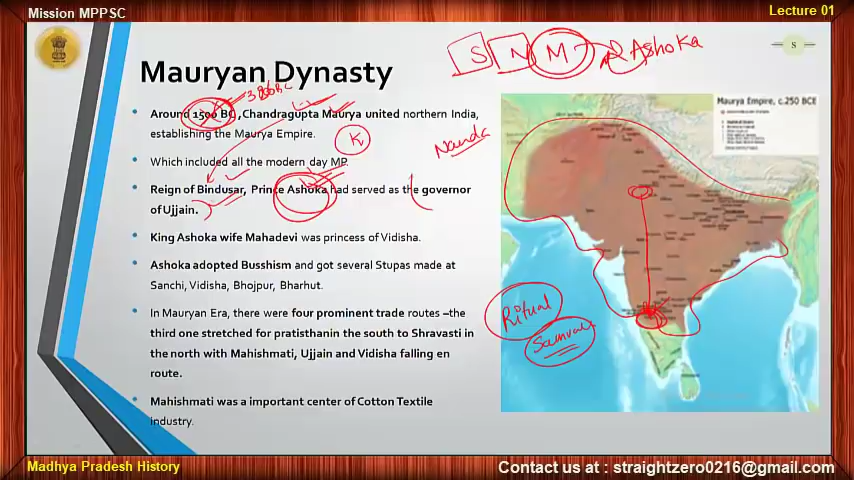 Mission MPPSC
Lecture 01
S N M Ashoka
Mauryan Dynasty
S
Maurya Empire, c.250 BCE
Around 1500 BC ,Chandragupta Maurya united northern India,
establishing the Maurya Empire.
K
Nanda
Which included all the modern day MP.
Reign of Bindusar, Prince Ashoka had served as the governor
of Ujjain.
King Ashoka wife Mahadevi was princess of Vidisha.
Ashoka adopted Busshism and got several Stupas made at
Sanchi, Vidisha, Bhojpur, Bharhut.
Ritual
In Mauryan Era, there were four prominent trade routes –the
third one stretched for pratisthanin the south to Shravasti in
the north with Mahishmati, Ujjain and Vidisha falling en
route.
Mahishmati was a important center of Cotton Textile
industry.
Madhya Pradesh History
Contact us at : straightzero0216@gmail.com